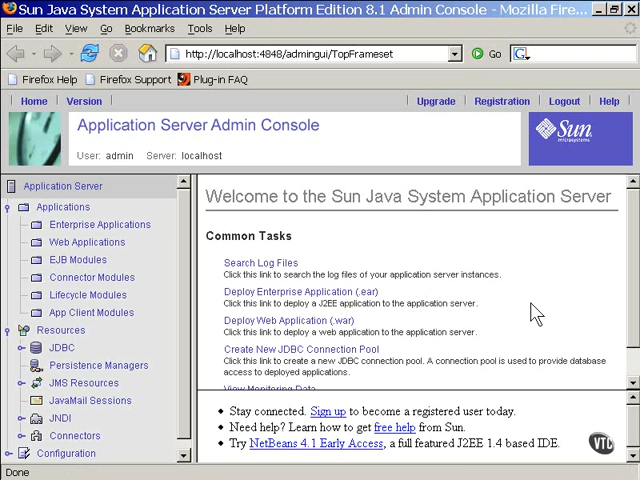 Sun Java System Application Server Platform Edition 8.1 Admin Console - Mozilla Fire...
File Edit View Go Bookmarks Tools Help
http://localhost:4848/admingui/TopFrameset
Go
G
Firefox Help Firefox Support Plug-in FAQ
Home Version Upgrade Registration Logout Help
Application Server Admin Console
User: admin Server: localhost
Sun
microsystems
Application Server
Applications
Enterprise Applications
Web Applications
EJB Modules
Connector Modules
Lifecycle Modules
App Client Modules
Resources
JDBC
Persistence Managers
JMS Resources
JavaMail Sessions
JNDI
Connectors
Configuration
Welcome to the Sun Java System Application Server
Common Tasks
Search Log Files
Click this link to search the log files of your application server instances.
Deploy Enterprise Application (.ear)
Click this link to deploy a J2EE application to the application server.
Deploy Web Application (.war)
Click this link to deploy a web application to the application server.
Create New JDBC Connection Pool
Click this link to create a new JDBC connection pool. A connection pool is used to provide database
access to deployed applications.
View Monitoring Data
Stay connected. Sign up to become a registered user today.
Need help? Learn how to get free help from Sun.
Try NetBeans 4.1 Early Access, a full featured J2EE 1.4 based IDE.
VTC
Done